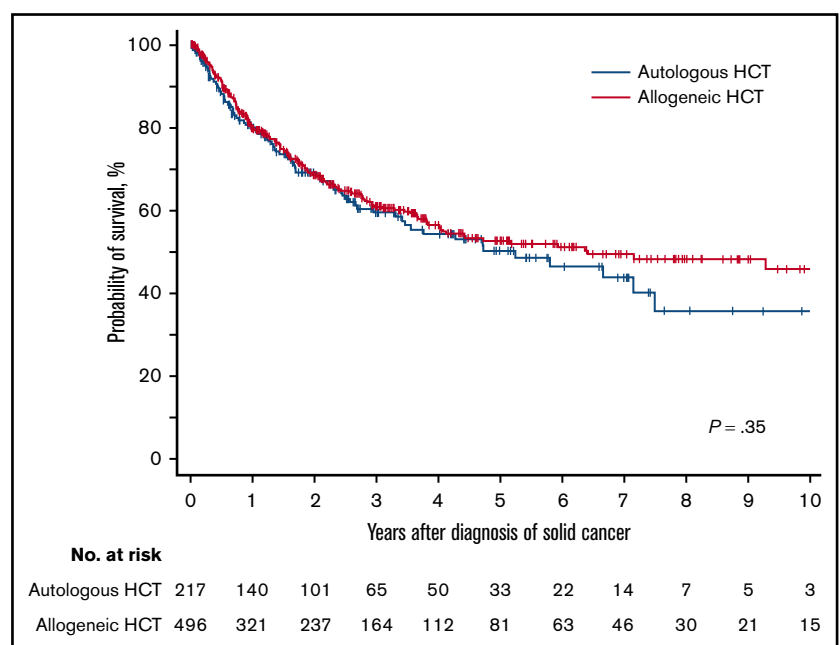 100
80
60
40
20
0
Probability of survival, %
Autologous HCT
Allogeneic HCT
P = .35
0 1 2 3 4 5 6 7 8 9 10
Years after diagnosis of solid cancer
No. at risk
Autologous HCT 217 140 101 65 50 33 22 14 7 5 3
Allogeneic HCT 496 321 237 164 112 81 63 46 30 21 15